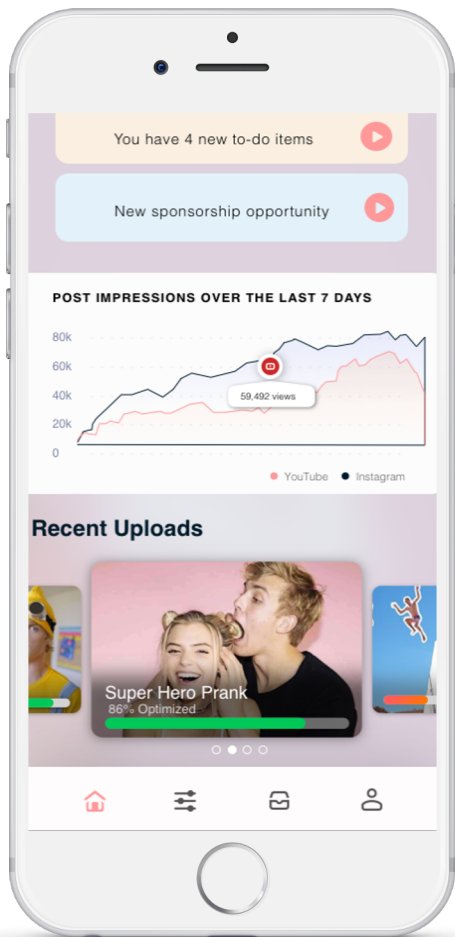 You have 4 new to-do items
New sponsorship opportunity
POST IMPRESSIONS OVER THE LAST 7 DAYS
80k
60k
40k
20k
0
59,492 views
YouTube
Instagram
Recent Uploads
Super Hero Prank
86% Optimized